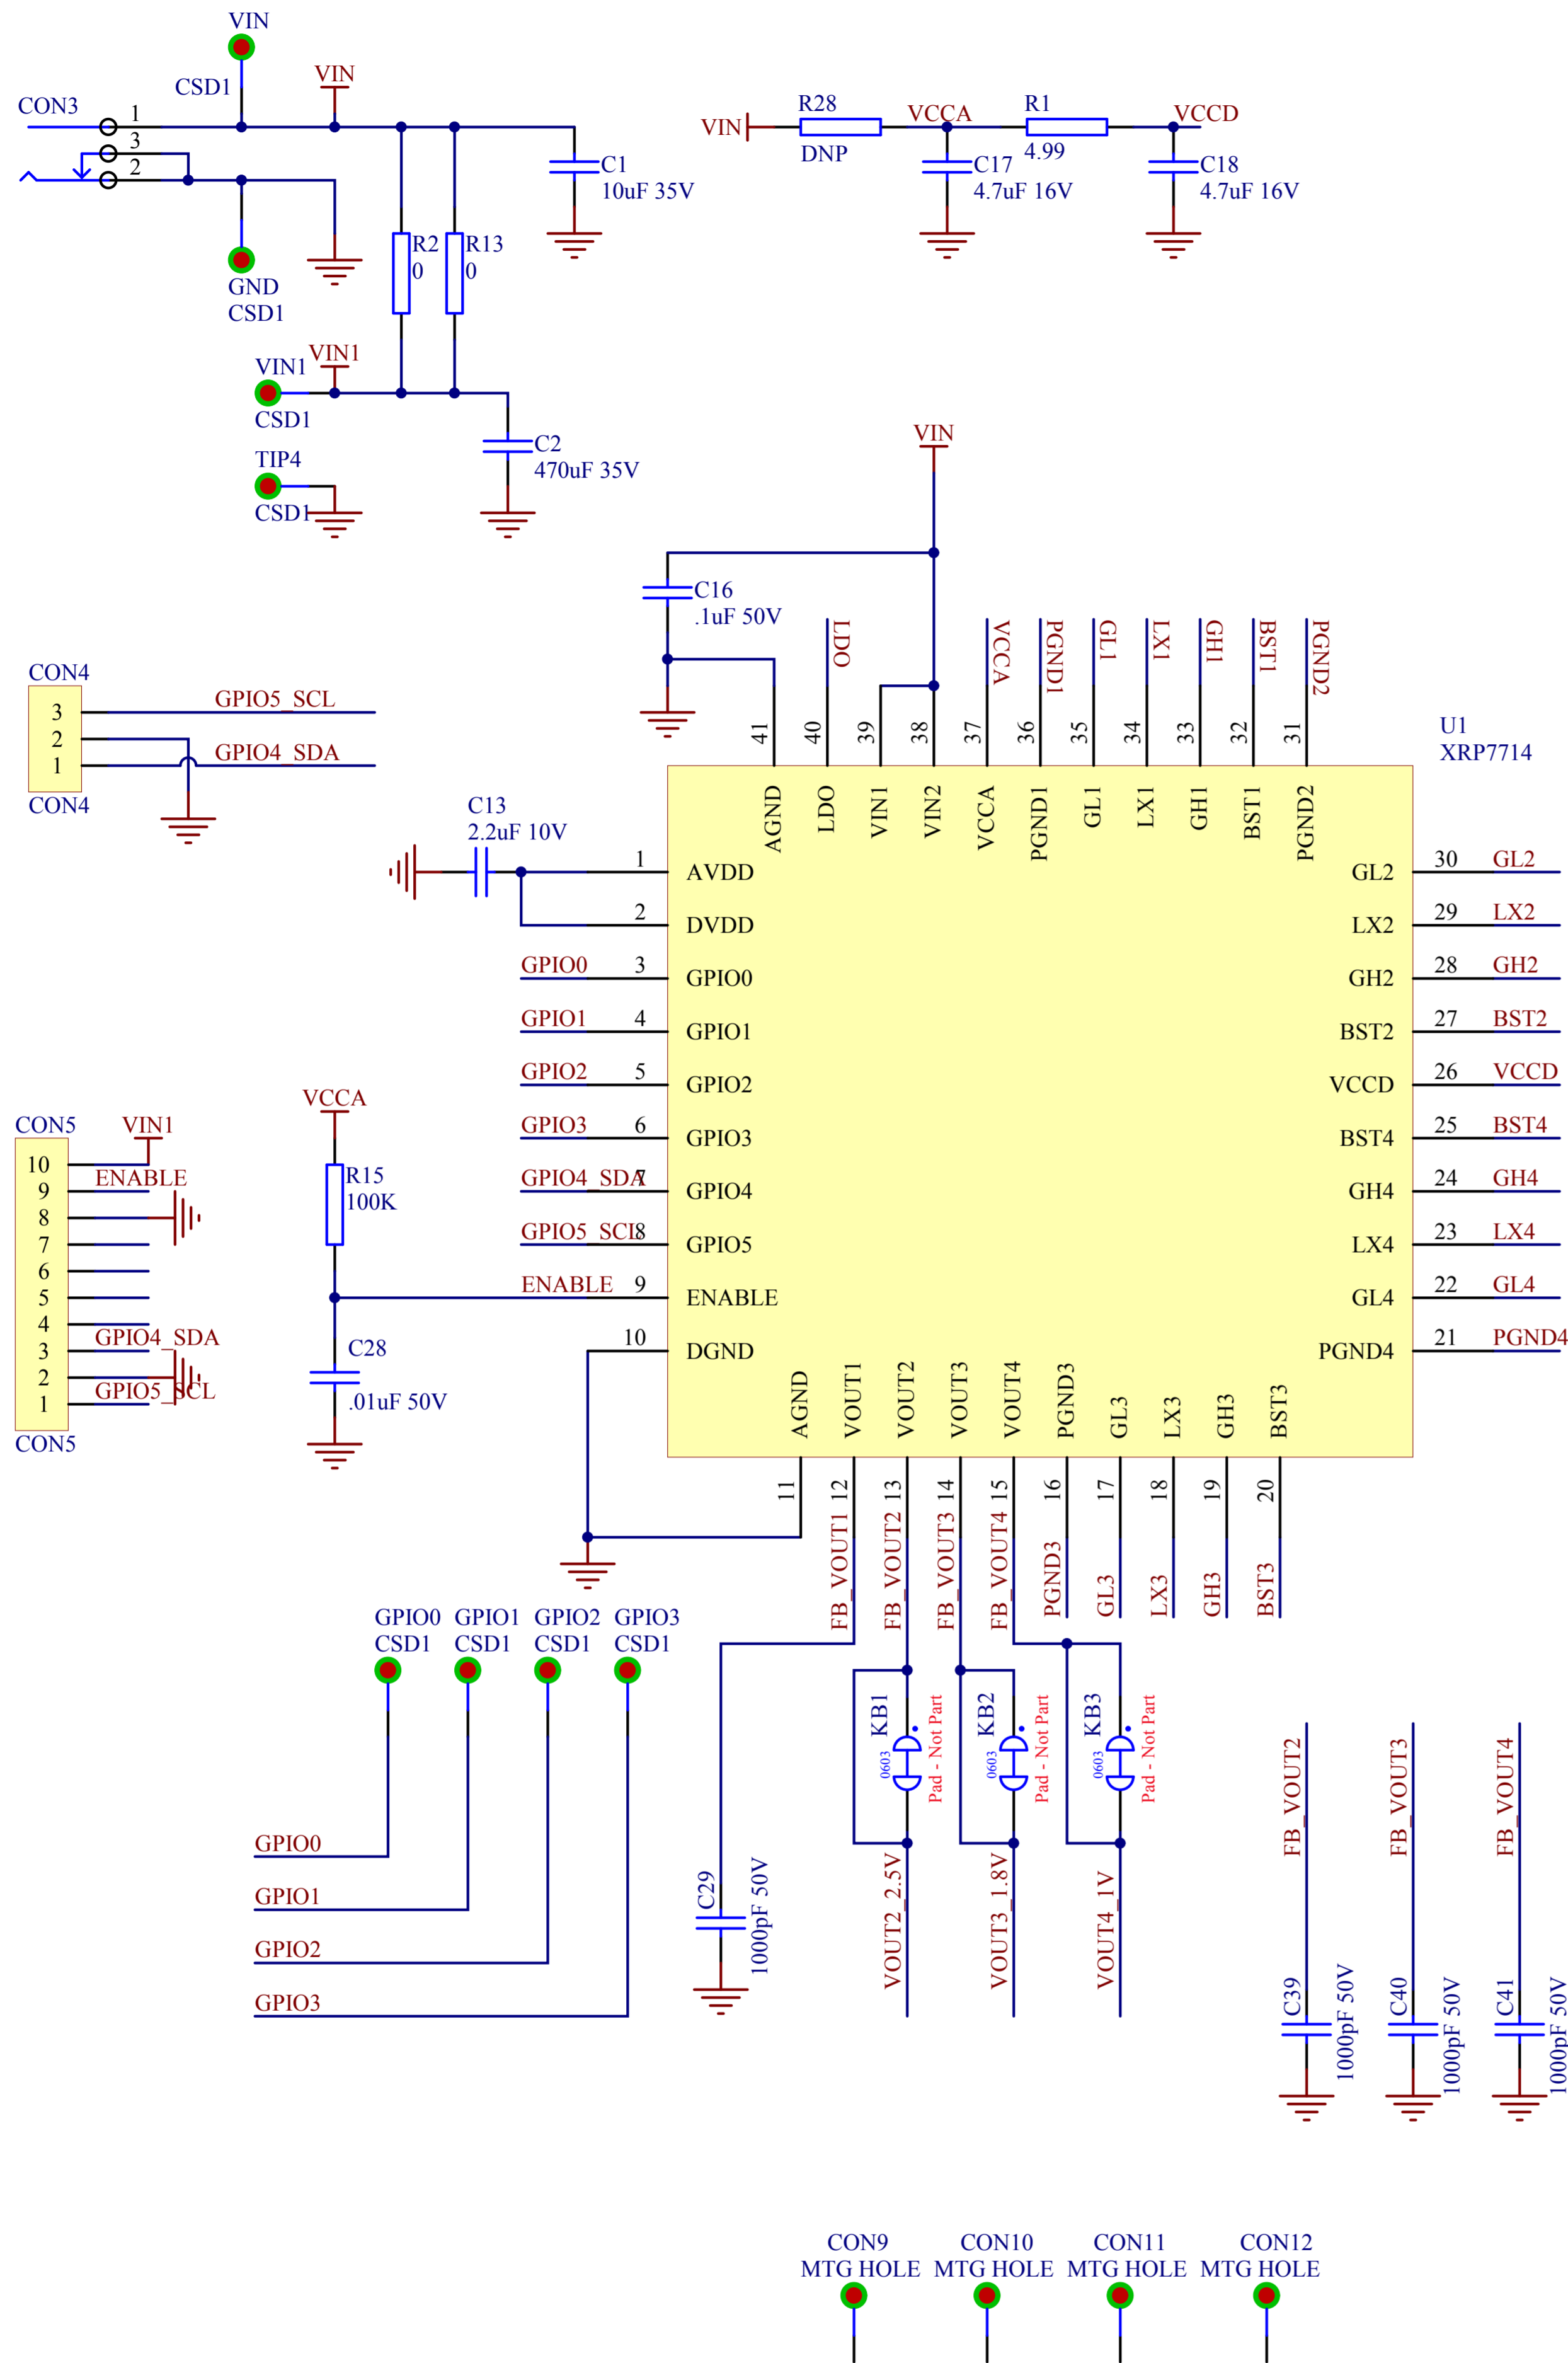 VIN
CSD1
VIN
CON3
1
3
2
C1
10uF 35V
R2
0
R13
0
GND
CSD1
VIN1
VIN1
CSD1
C2
470uF 35V
TIP4
CSD1
VIN
R28
DNP
VCCA
R1
4.99
VCCD
C17
4.7uF 16V
C18
4.7uF 16V
VIN
C16
.1uF 50V
LDO
VCCA
PGND1
GL1
LX1
GH1
BST1
PGND2
41
40
39
38
37
36
35
34
33
32
31
U1
XRP7714
AGND
LDO
VIN1
VIN2
VCCA
PGND1
GL1
LX1
GH1
BST1
PGND2
CON4
3
GPIO5_SCL
2
1
GPIO4_SDA
CON4
C13
2.2uF 10V
1
AVDD
2
DVDD
GPIO0
3
GPIO0
GPIO1
4
GPIO1
GPIO2
5
GPIO2
GPIO3
6
GPIO3
GPIO4_SDA
7
GPIO4
GPIO5_SCL
8
GPIO5
ENABLE
9
ENABLE
10
DGND
GL2
30
GL2
LX2
29
LX2
GH2
28
GH2
BST2
27
BST2
VCCD
26
VCCD
BST4
25
BST4
GH4
24
GH4
LX4
23
LX4
GL4
22
GL4
PGND4
21
PGND4
CON5
VIN1
10
ENABLE
9
8
7
6
5
4
GPIO4_SDA
3
2
GPIO5_SCL
1
CON5
VCCA
R15
100K
C28
.01uF 50V
AGND
VOUT1
VOUT2
VOUT3
VOUT4
PGND3
GL3
LX3
GH3
BST3
11
12
13
14
15
16
17
18
19
20
FB_VOUT1
FB_VOUT2
FB_VOUT3
FB_VOUT4
PGND3
GL3
LX3
GH3
BST3
GPIO0
CSD1
GPIO1
CSD1
GPIO2
CSD1
GPIO3
CSD1
GPIO0
GPIO1
GPIO2
GPIO3
KB1
0603
Pad - Not Part
KB2
0603
Pad - Not Part
KB3
0603
Pad - Not Part
C29
1000pF 50V
VOUT2_2.5V
VOUT3_1.8V
VOUT4_1V
FB_VOUT2
FB_VOUT3
FB_VOUT4
C39
1000pF 50V
C40
1000pF 50V
C41
1000pF 50V
CON9
MTG HOLE
CON10
MTG HOLE
CON11
MTG HOLE
CON12
MTG HOLE